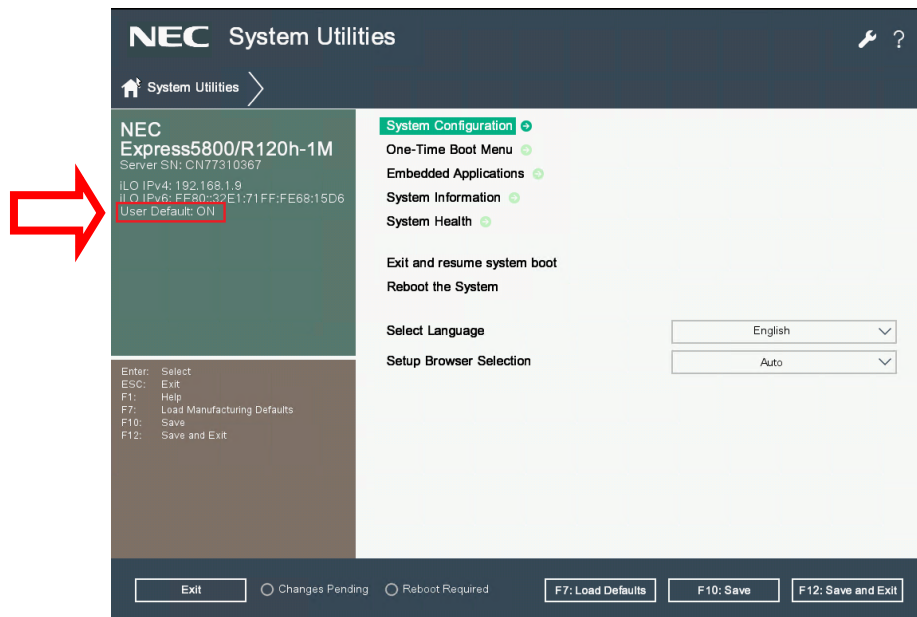 NEC System Utilities
?
System Utilities
NEC
Express5800/R120h-1M
Server SN: CN77310367
iLO IPv4: 192.168.1.9
iLO IPv6: FE80::32E1:71FF:FE68:15D6
User Default: ON
System Configuration
One-Time Boot Menu
Embedded Applications
System Information
System Health
Exit and resume system boot
Reboot the System
Select Language English
Setup Browser Selection Auto
Enter: Select
ESC: Exit
F1: Help
F7: Load Manufacturing Defaults
F10: Save
F12: Save and Exit
Exit Changes Pending Reboot Required F7: Load Defaults F10: Save F12: Save and Exit